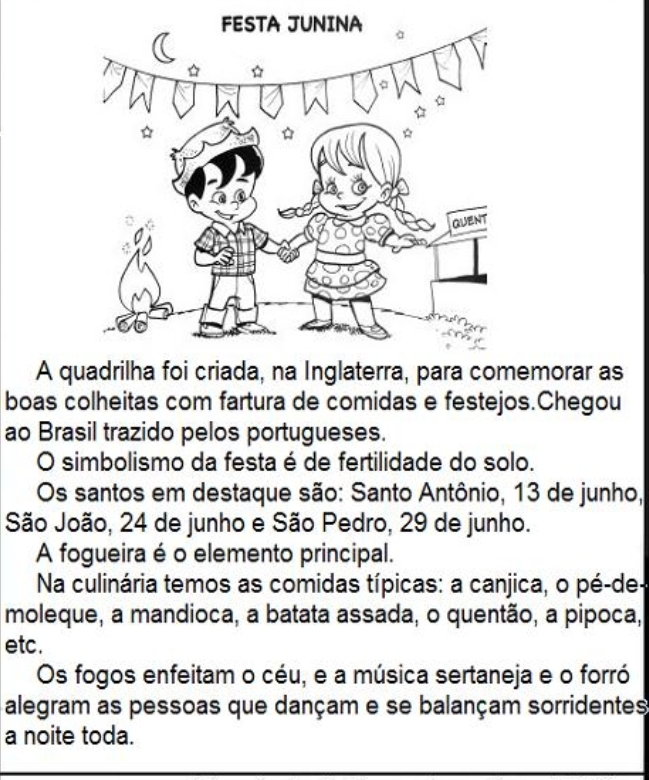 FESTA JUNINA
QUENT
A quadrilha foi criada, na Inglaterra, para comemorar as
boas colheitas com fartura de comidas e festejos.Chegou
ao Brasil trazido pelos portugueses.
O simbolismo da festa é de fertilidade do solo.
Os santos em destaque são: Santo Antônio, 13 de junho,
São João, 24 de junho e São Pedro, 29 de junho.
A fogueira é o elemento principal.
Na culinária temos as comidas típicas: a canjica, o pé-de-
moleque, a mandioca, a batata assada, o quentão, a pipoca,
etc.
Os fogos enfeitam o céu, e a música sertaneja e o forró
alegram as pessoas que dançam e se balançam sorridentes
a noite toda.